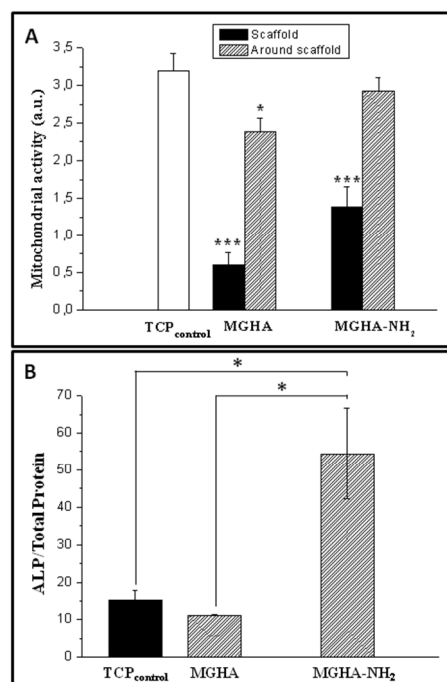 A
Scaffold
Around scaffold
Mitochondrial activity (a.u.)
3,5
3,0
2,5
2,0
1,5
1,0
0,5
0,0
***
*
***
TCPcontrol MGHA MGHA-NH2
B
*
*
ALP/Total Protein
70
60
50
40
30
20
10
0
TCPcontrol MGHA MGHA-NH2